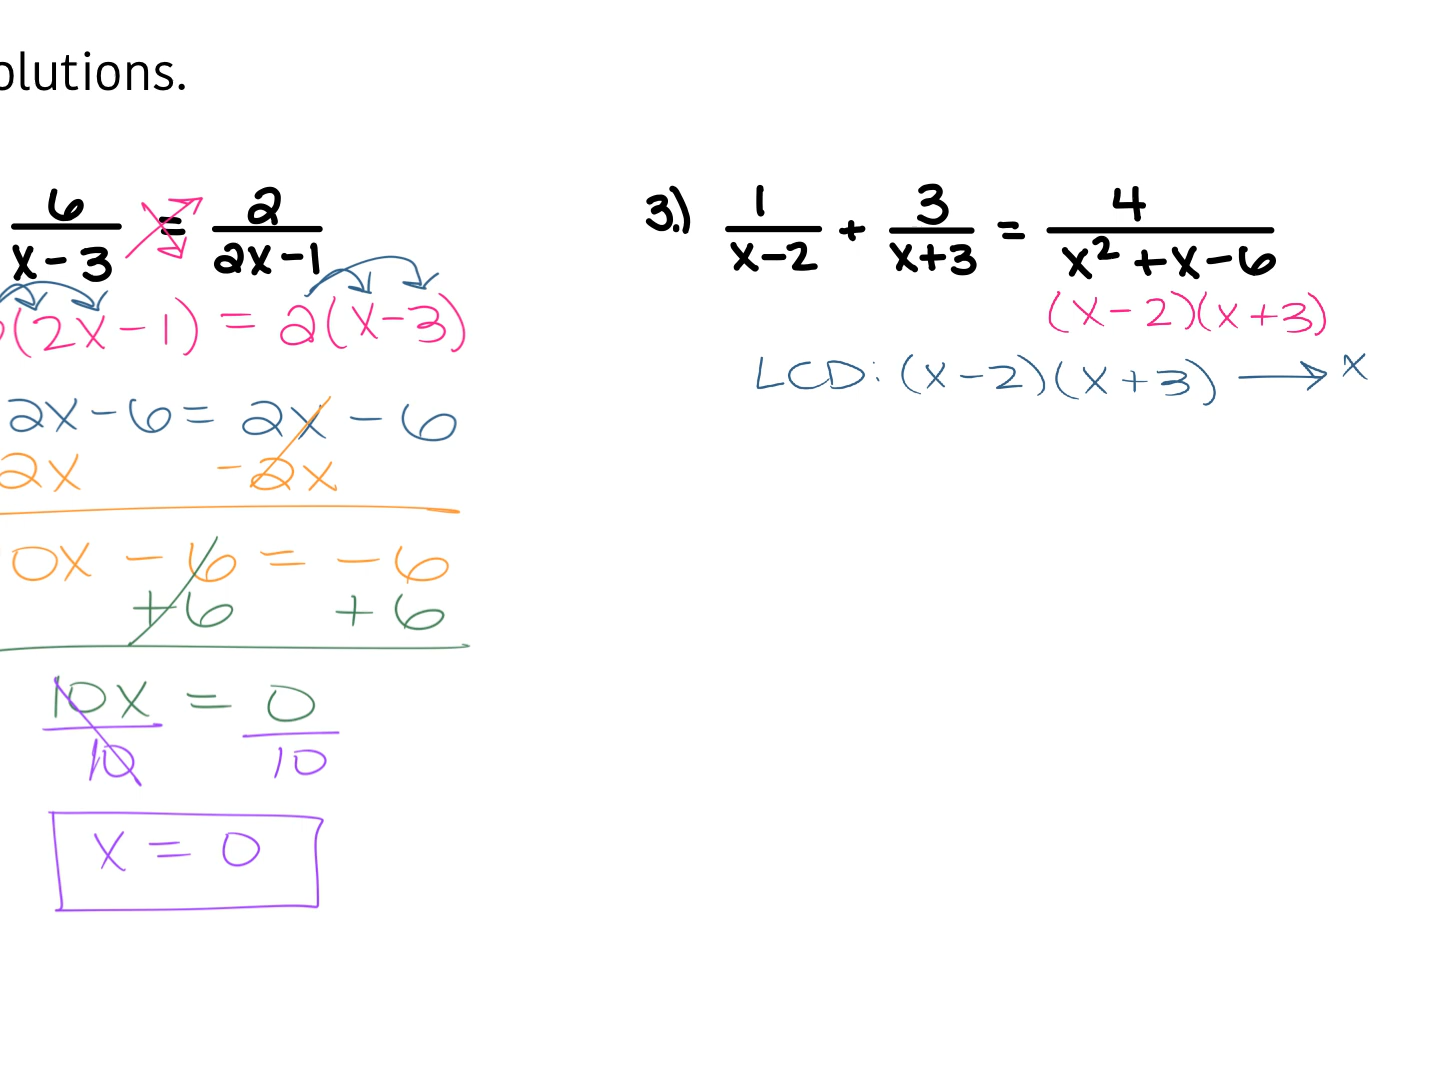 olutions.
6/(x-3) = 2/(2x-1)
(2x-1) = 2(x-3)
2x-6 = 2x-6
2x -2x
0x - 6 = -6
+6 +6
10x = 0
10 10
x = 0
3.) 1/(x-2) + 3/(x+3) = 4/(x²+x-6)
(x-2)(x+3)
LCD: (x-2)(x+3) → x